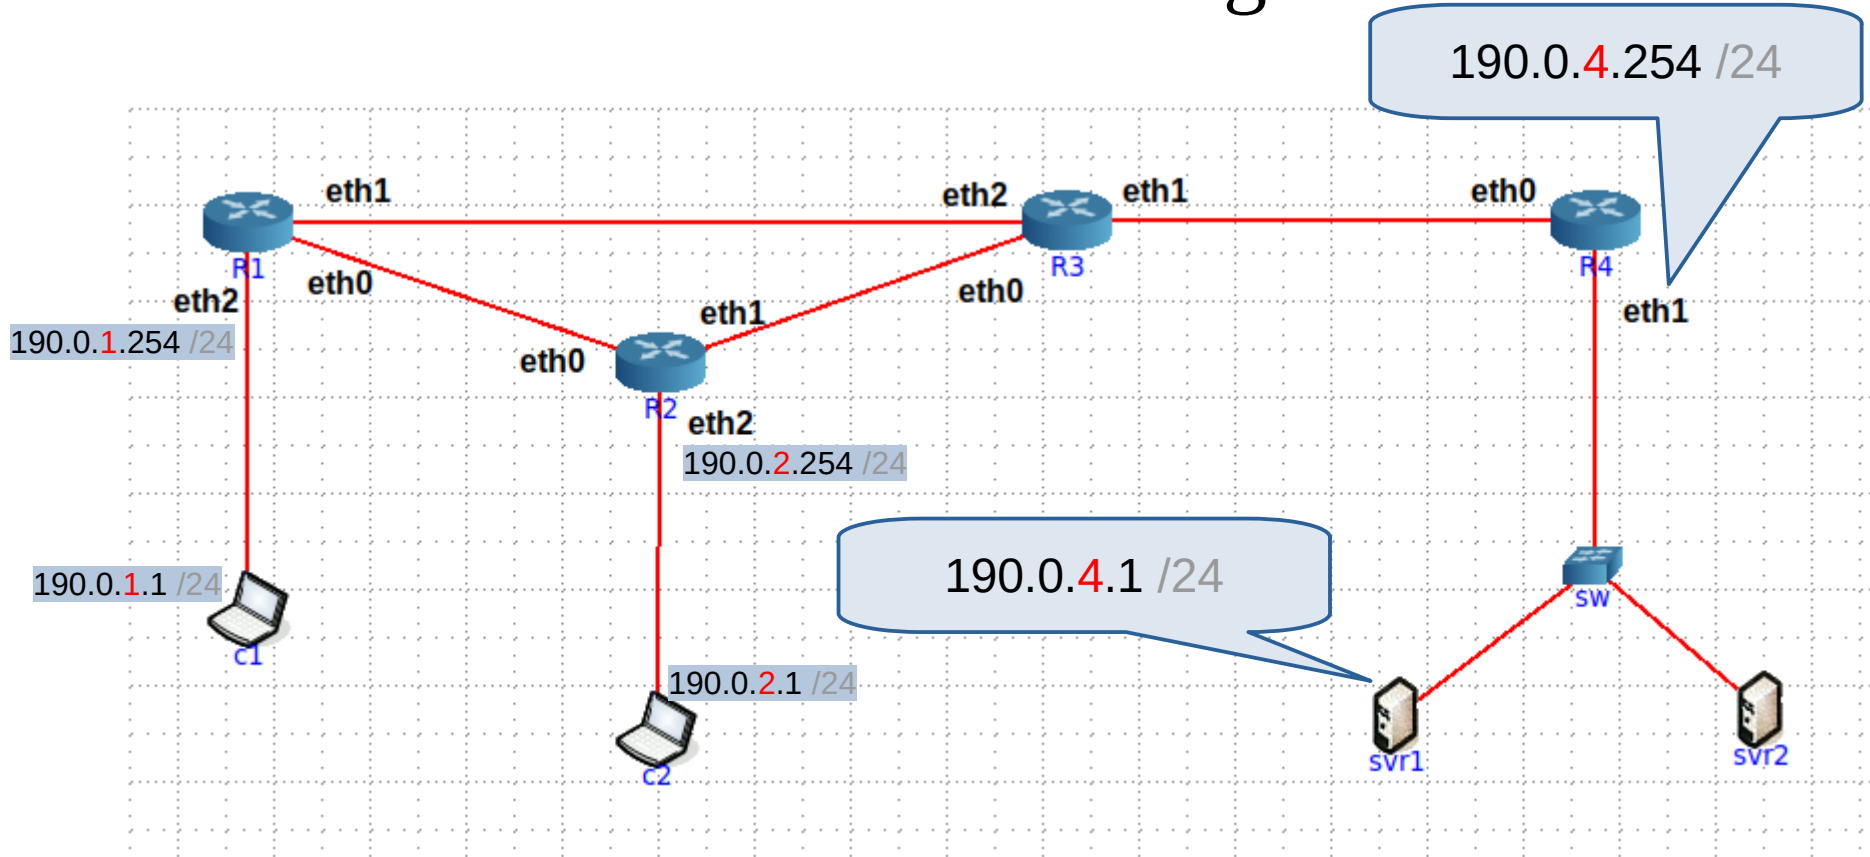 g
190.0.4.254 /24
eth1
eth2
eth1
eth0
R1
R3
R4
eth0
eth2
eth0
eth1
eth1
190.0.1.254 /24
eth0
R2
eth2
190.0.2.254 /24
190.0.4.1 /24
190.0.1.1 /24
sw
c1
190.0.2.1 /24
c2
svr1
svr2